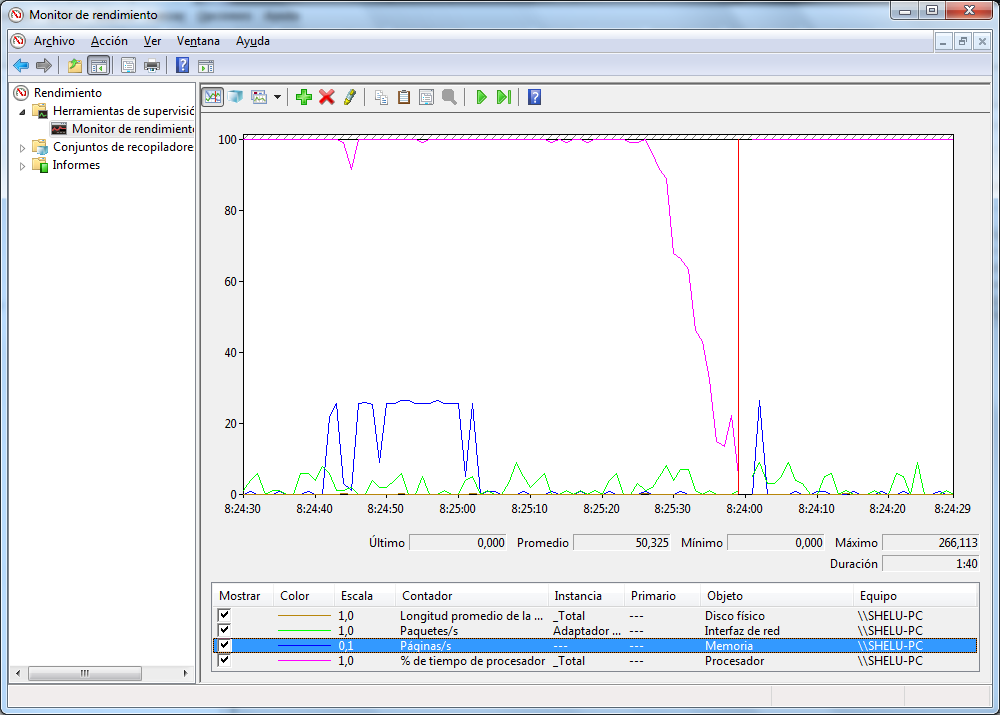 Monitor de rendimiento
Archivo Acción Ver Ventana Ayuda
Rendimiento
Herramientas de supervisió
Monitor de rendimient
Conjuntos de recopiladore
Informes
100
80
60
40
20
0
8:24:30 8:24:40 8:24:50 8:25:00 8:25:10 8:25:20 8:25:30 8:24:00 8:24:10 8:24:20 8:24:29
Último 0,000 Promedio 50,325 Mínimo 0,000 Máximo 266,113
Duración 1:40
Mostrar Color Escala Contador Instancia Primario Objeto Equipo
1,0 Longitud promedio de la ... _Total --- Disco físico \\SHELU-PC
1,0 Paquetes/s Adaptador ... --- Interfaz de red \\SHELU-PC
0,1 Páginas/s --- --- Memoria \\SHELU-PC
1,0 % de tiempo de procesador _Total --- Procesador \\SHELU-PC